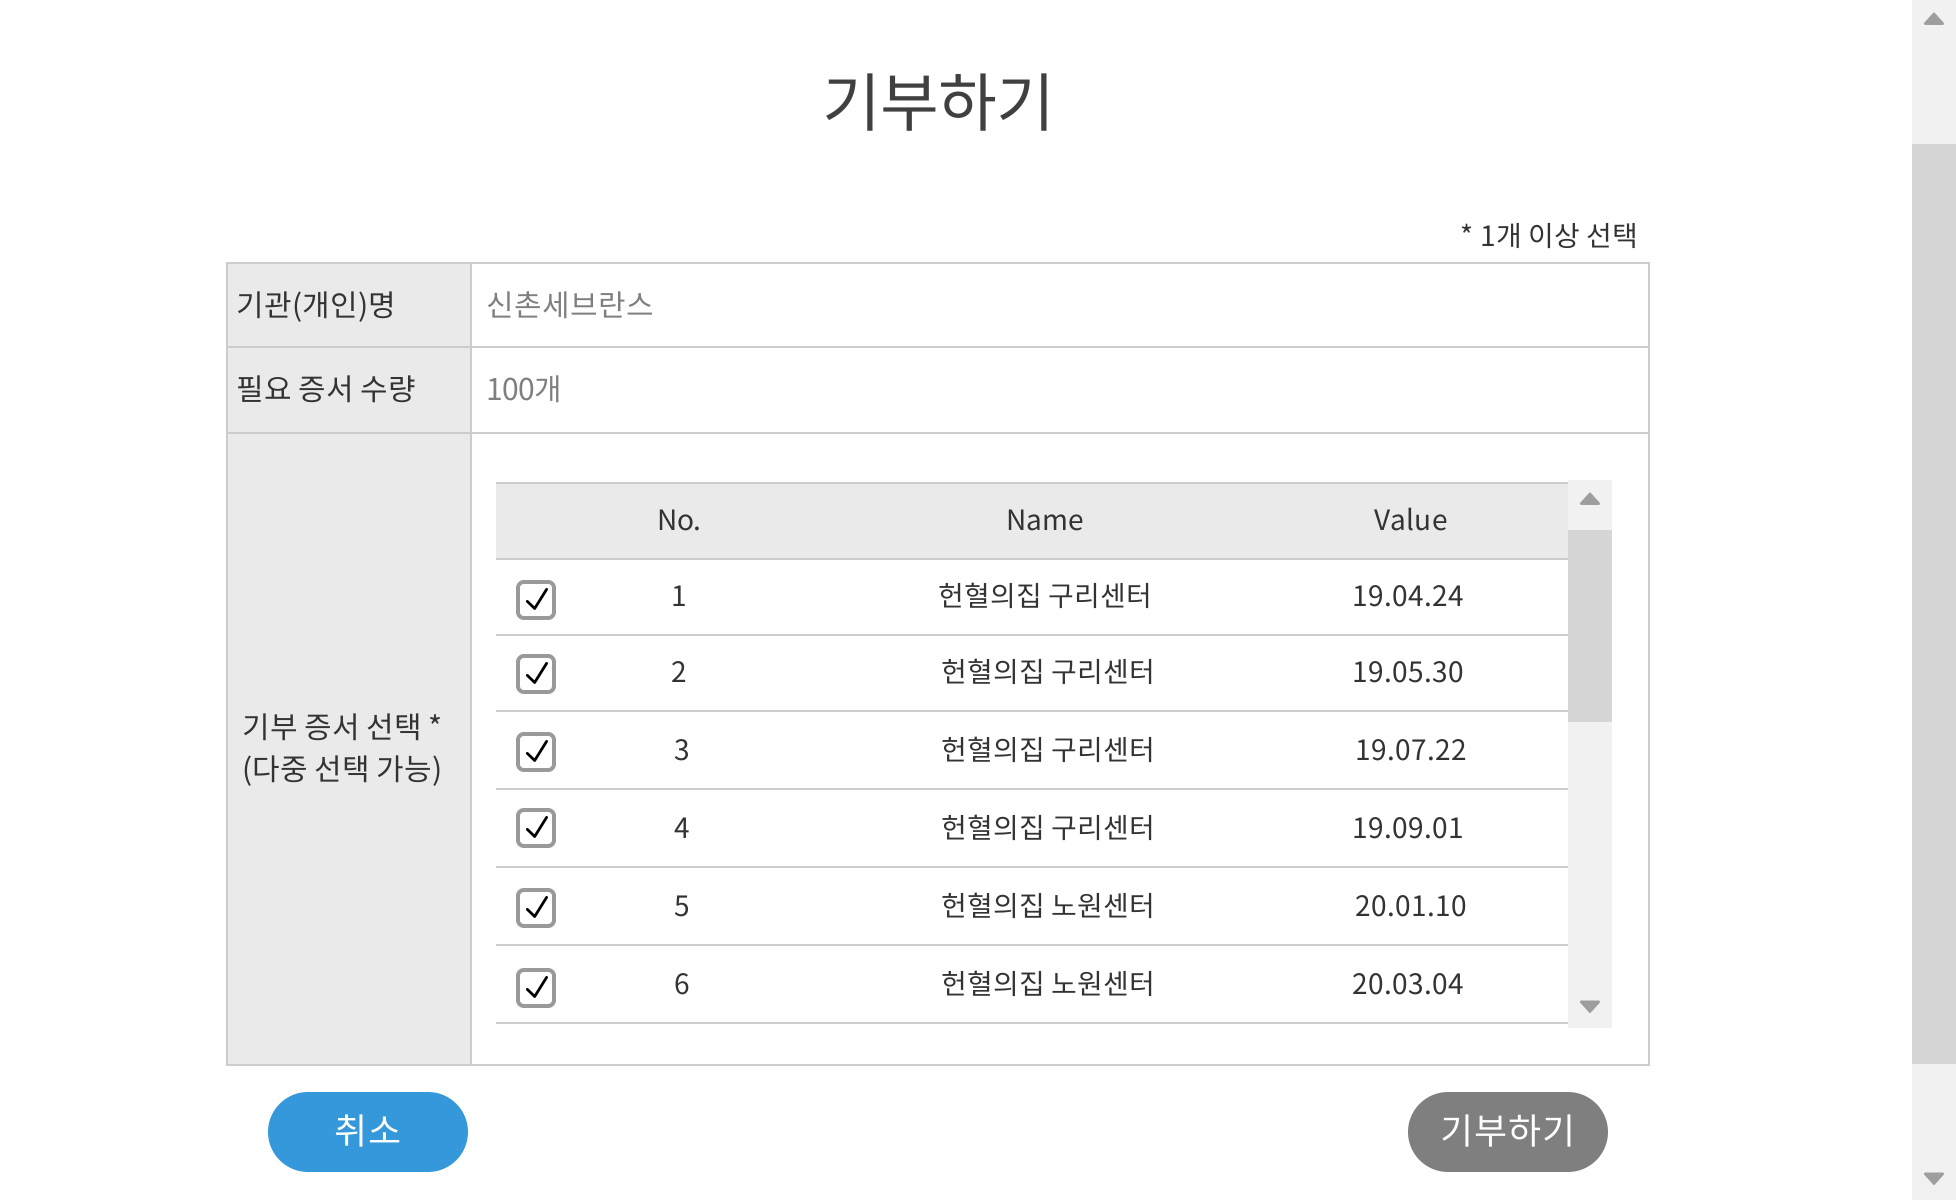 기부하기
* 1개 이상 선택
기관(개인)명 신촌세브란스
필요 증서 수량 100개
기부 증서 선택 *
(다중 선택 가능)
No. Name Value
1 헌혈의집 구리센터 19.04.24
2 헌혈의집 구리센터 19.05.30
3 헌혈의집 구리센터 19.07.22
4 헌혈의집 구리센터 19.09.01
5 헌혈의집 노원센터 20.01.10
6 헌혈의집 노원센터 20.03.04
취소 기부하기